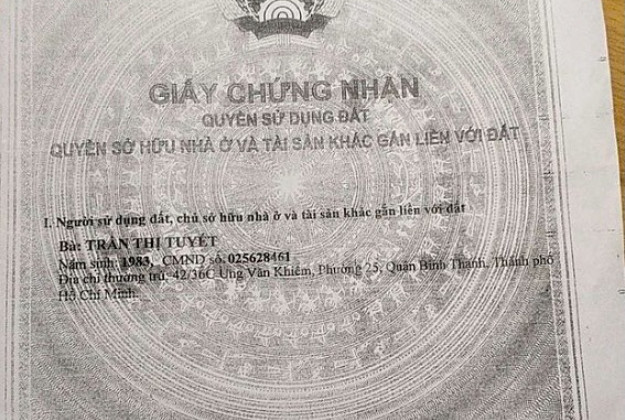 GIẤY CHỨNG NHẬN
QUYỀN SỬ DỤNG ĐẤT
QUYỀN SỞ HỮU NHÀ Ở VÀ TÀI SẢN KHÁC GẮN LIỀN VỚI ĐẤT
I. Người sử dụng đất, chủ sở hữu nhà ở và tài sản khác gắn liền với đất
Bà: TRẦN THỊ TUYẾT
Năm sinh: 1983, CMND số: 025628461
Địa chỉ thường trú: 42/36C Ung Văn Khiêm, Phường 25, Quận Bình Thạnh, Thành phố
Hồ Chí Minh.